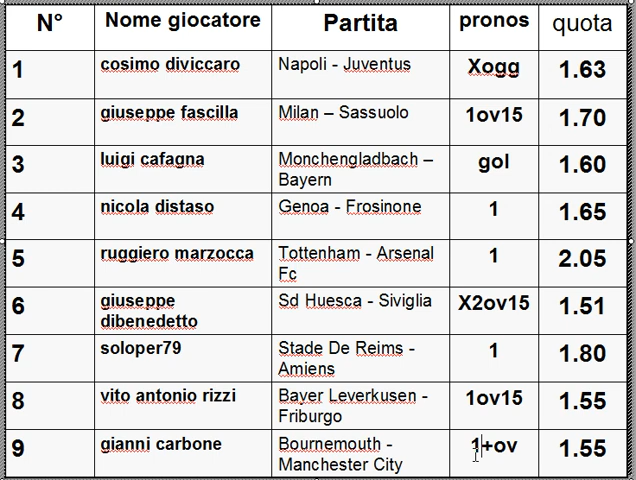 N° Nome giocatore Partita pronos quota
1 cosimo diviccaro Napoli - Juventus Xogg 1.63
2 giuseppe fascilla Milan – Sassuolo 1ov15 1.70
3 luigi cafagna Monchengladbach – gol 1.60
Bayern
4 nicola distaso Genoa - Frosinone 1 1.65
5 ruggiero marzocca Tottenham - Arsenal 1 2.05
Fc
6 giuseppe Sd Huesca - Siviglia X2ov15 1.51
dibenedetto
7 soloper79 Stade De Reims - 1 1.80
Amiens
8 vito antonio rizzi Bayer Leverkusen - 1ov15 1.55
Friburgo
9 gianni carbone Bournemouth - 1+ov 1.55
Manchester City